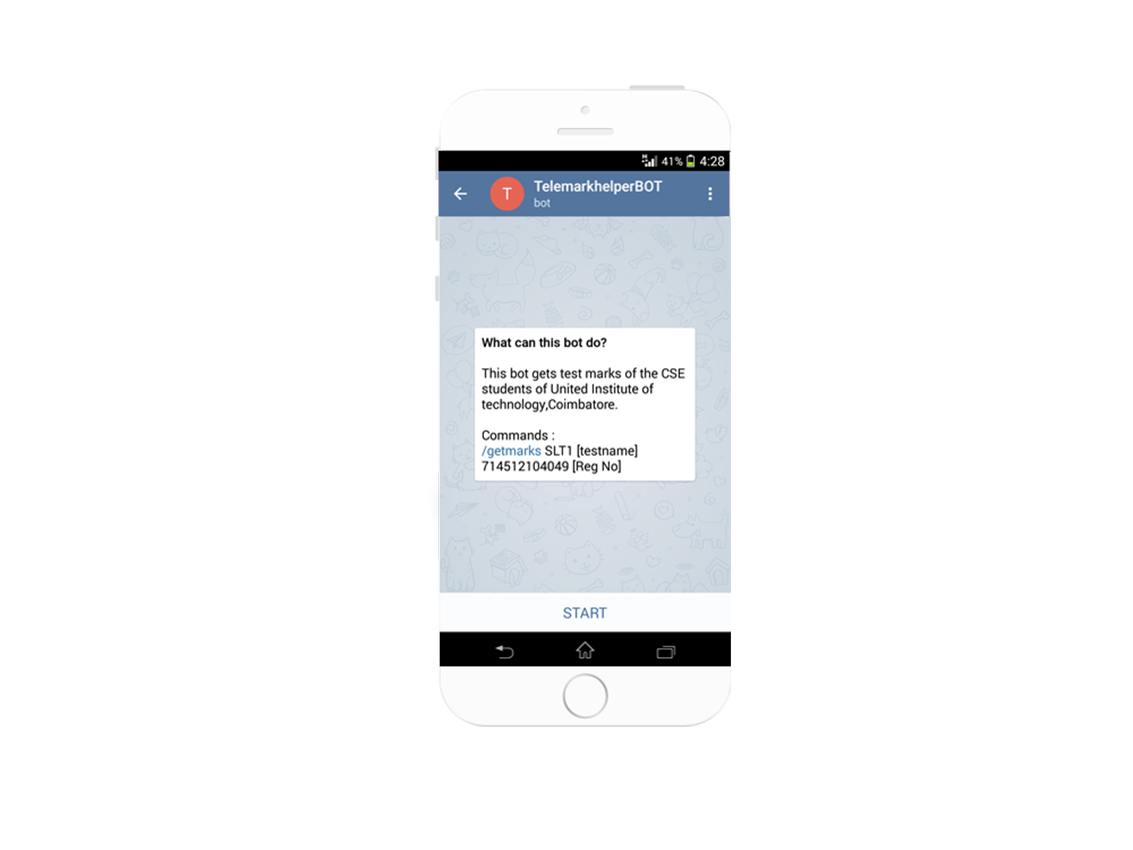 41% 4:28
T TelemarkhelperBOT
bot
What can this bot do?
This bot gets test marks of the CSE
students of United Institute of
technology,Coimbatore.
Commands :
/getmarks SLT1 [testname]
714512104049 [Reg No]
START